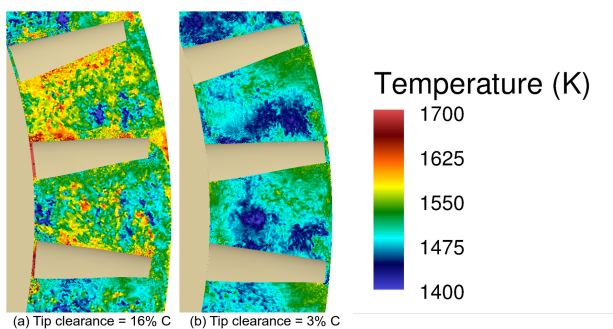 Temperature (K)
1700
1625
1550
1475
1400
(a) Tip clearance = 16% C
(b) Tip clearance = 3% C